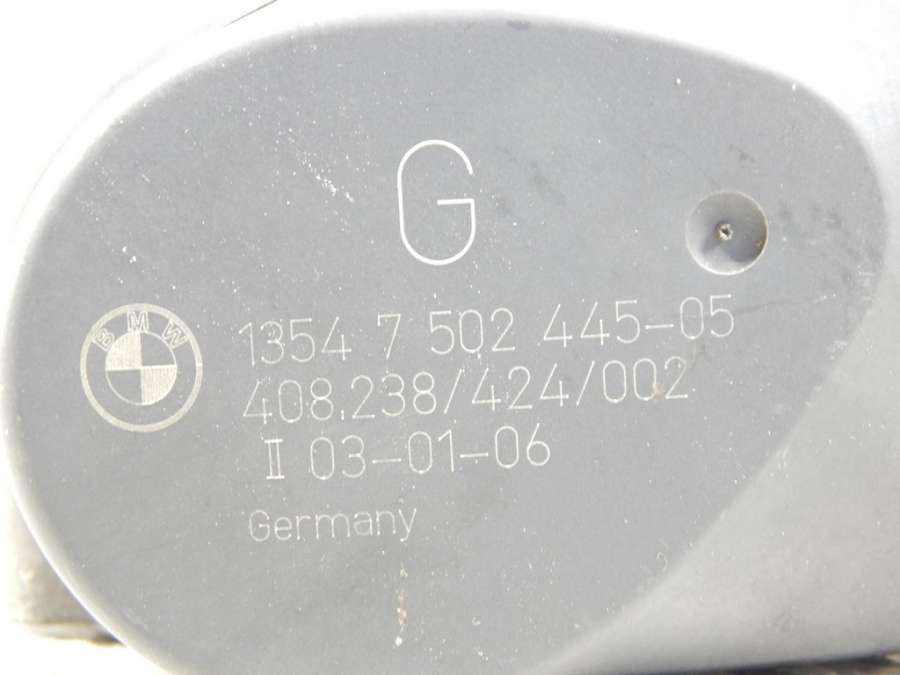 G
BMW
1354 7 502 445-05
408.238/424/002
II 03-01-06
Germany